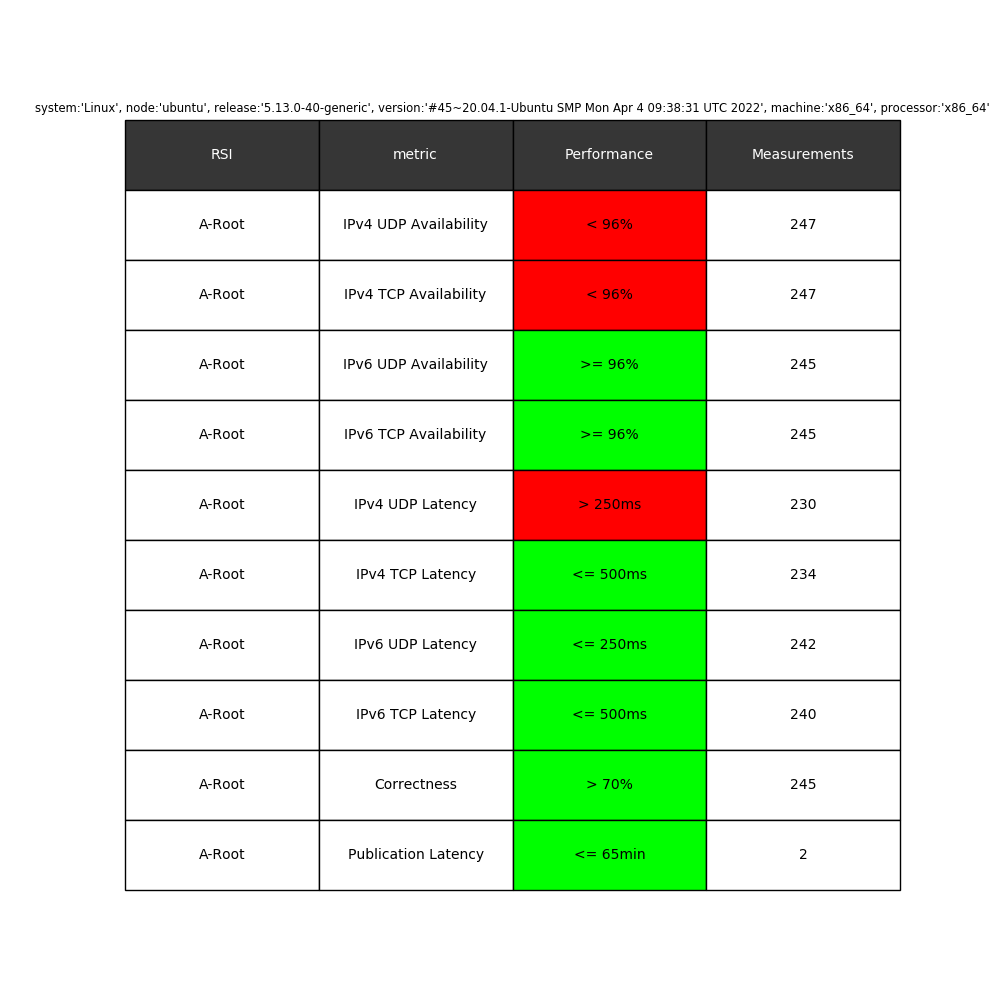 system:'Linux', node:'ubuntu', release:'5.13.0-40-generic', version:'#45~20.04.1-Ubuntu SMP Mon Apr 4 09:38:31 UTC 2022', machine:'x86_64', processor:'x86_64'
RSI metric Performance Measurements
A-Root IPv4 UDP Availability < 96% 247
A-Root IPv4 TCP Availability < 96% 247
A-Root IPv6 UDP Availability >= 96% 245
A-Root IPv6 TCP Availability >= 96% 245
A-Root IPv4 UDP Latency > 250ms 230
A-Root IPv4 TCP Latency <= 500ms 234
A-Root IPv6 UDP Latency <= 250ms 242
A-Root IPv6 TCP Latency <= 500ms 240
A-Root Correctness > 70% 245
A-Root Publication Latency <= 65min 2